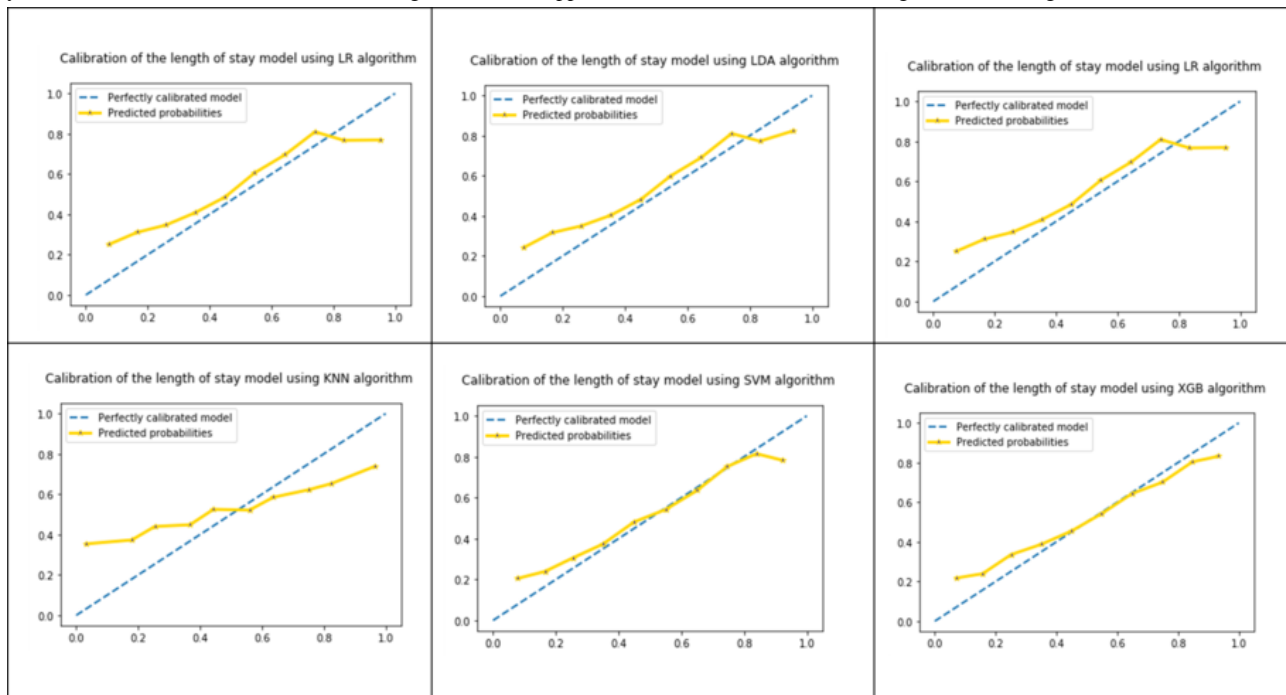 Calibration of the length of stay model using LR algorithm
Perfectly calibrated model
Predicted probabilities
1.0
0.8
0.6
0.4
0.2
0.0
0.0 0.2 0.4 0.6 0.8 1.0
Calibration of the length of stay model using LDA algorithm
Perfectly calibrated model
Predicted probabilities
1.0
0.8
0.6
0.4
0.2
0.0
0.0 0.2 0.4 0.6 0.8 1.0
Calibration of the length of stay model using LR algorithm
Perfectly calibrated model
Predicted probabilities
1.0
0.8
0.6
0.4
0.2
0.0
0.0 0.2 0.4 0.6 0.8 1.0
Calibration of the length of stay model using KNN algorithm
Perfectly calibrated model
Predicted probabilities
1.0
0.8
0.6
0.4
0.2
0.0
0.0 0.2 0.4 0.6 0.8 1.0
Calibration of the length of stay model using SVM algorithm
Perfectly calibrated model
Predicted probabilities
1.0
0.8
0.6
0.4
0.2
0.0
0.0 0.2 0.4 0.6 0.8 1.0
Calibration of the length of stay model using XGB algorithm
Perfectly calibrated model
Predicted probabilities
1.0
0.8
0.6
0.4
0.2
0.0
0.0 0.2 0.4 0.6 0.8 1.0